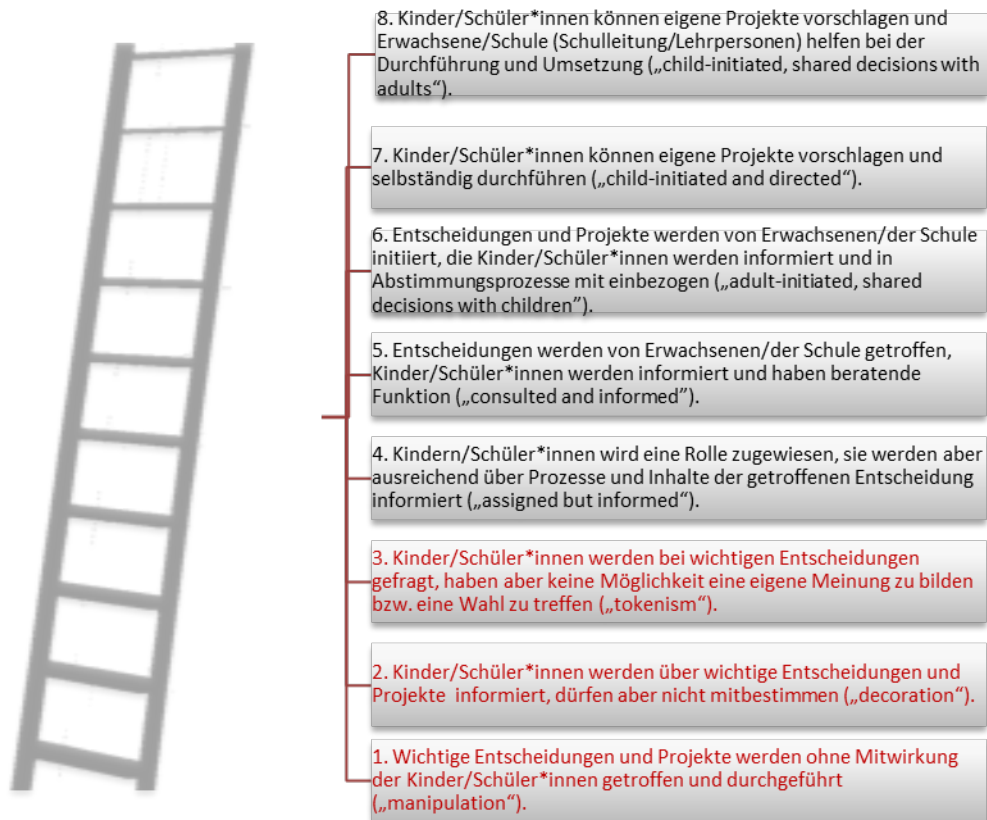 8. Kinder/Schüler*innen können eigene Projekte vorschlagen und
Erwachsene/Schule (Schulleitung/Lehrpersonen) helfen bei der
Durchführung und Umsetzung („child-initiated, shared decisions with
adults“).
7. Kinder/Schüler*innen können eigene Projekte vorschlagen und
selbständig durchführen („child-initiated and directed“).
6. Entscheidungen und Projekte werden von Erwachsenen/der Schule
initiiert, die Kinder/Schüler*innen werden informiert und in
Abstimmungsprozesse mit einbezogen („adult-initiated, shared
decisions with children”).
5. Entscheidungen werden von Erwachsenen/der Schule getroffen,
Kinder/Schüler*innen werden informiert und haben beratende
Funktion („consulted and informed”).
4. Kindern/Schüler*innen wird eine Rolle zugewiesen, sie werden aber
ausreichend über Prozesse und Inhalte der getroffenen Entscheidung
informiert („assigned but informed“).
3. Kinder/Schüler*innen werden bei wichtigen Entscheidungen
gefragt, haben aber keine Möglichkeit eine eigene Meinung zu bilden
bzw. eine Wahl zu treffen („tokenism“).
2. Kinder/Schüler*innen werden über wichtige Entscheidungen und
Projekte informiert, dürfen aber nicht mitbestimmen („decoration“).
1. Wichtige Entscheidungen und Projekte werden ohne Mitwirkung
der Kinder/Schüler*innen getroffen und durchgeführt
(„manipulation“).